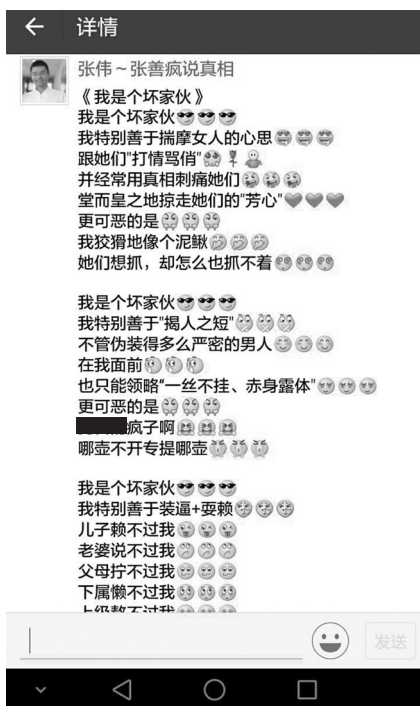 详情
张伟~张善疯说真相
《我是个坏家伙》
我是个坏家伙
我特别善于揣摩女人的心思
跟她们"打情骂俏"
并经常用真相刺痛她们
堂而皇之地掠走她们的"芳心"
更可恶的是
我狡猾地像个泥鳅
她们想抓，却怎么也抓不着
我是个坏家伙
我特别善于"揭人之短"
不管伪装得多么严密的男人
在我面前
也只能领略"一丝不挂、赤身露体"
更可恶的是
疯子啊
哪壶不开专提哪壶
我是个坏家伙
我特别善于装逼+耍赖
儿子赖不过我
老婆说不过我
父母拧不过我
下属懒不过我
上级熬不过我
发送